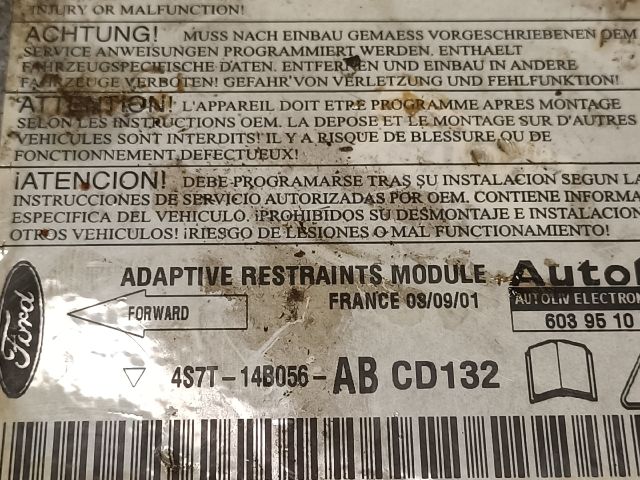 INJURY OR MALFUNCTION!
ACHTUNG! MUSS NACH EINBAU GEMAESS VORGESCHRIEBENEN OEM
SERVICE ANWEISUNGEN PROGRAMMIERT WERDEN. ENTHAELT
FAHRZEUGSPEZIFISCHE DATEN. ENTFERNEN UND EINBAU IN ANDERE
FAHRZEUGE VERBOTEN! GEFAHR VON VERLETZUNG UND FEHLFUNKTION!
ATTENTION! L'APPAREIL DOIT ETRE PROGRAMME APRES MONTAGE
SELON LES INSTRUCTIONS OEM. LA DEPOSE ET LE MONTAGE SUR D'AUTRES
VEHICULES SONT INTERDITS! IL Y A RISQUE DE BLESSURE OU DE
FONCTIONNEMENT DEFECTUEUX!
¡ATENCION! DEBE PROGRAMARSE TRAS SU INSTALACION SEGUN LA
INSTRUCCIONES DE SERVICIO AUTORIZADAS POR OEM. CONTIENE INFORMA
ESPECIFICA DEL VEHICULO. ¡PROHIBIDOS SU DESMONTAJE E INSTALACION
OTROS VEHICULOS! ¡RIESGO DE LESIONES O MAL FUNCIONAMIENTO!
Ford
ADAPTIVE RESTRAINTS MODULE
FORWARD
FRANCE 03/09/01
Autoli
AUTOLIV ELECTRON
603 95 10
4S7T-14B056-AB CD132